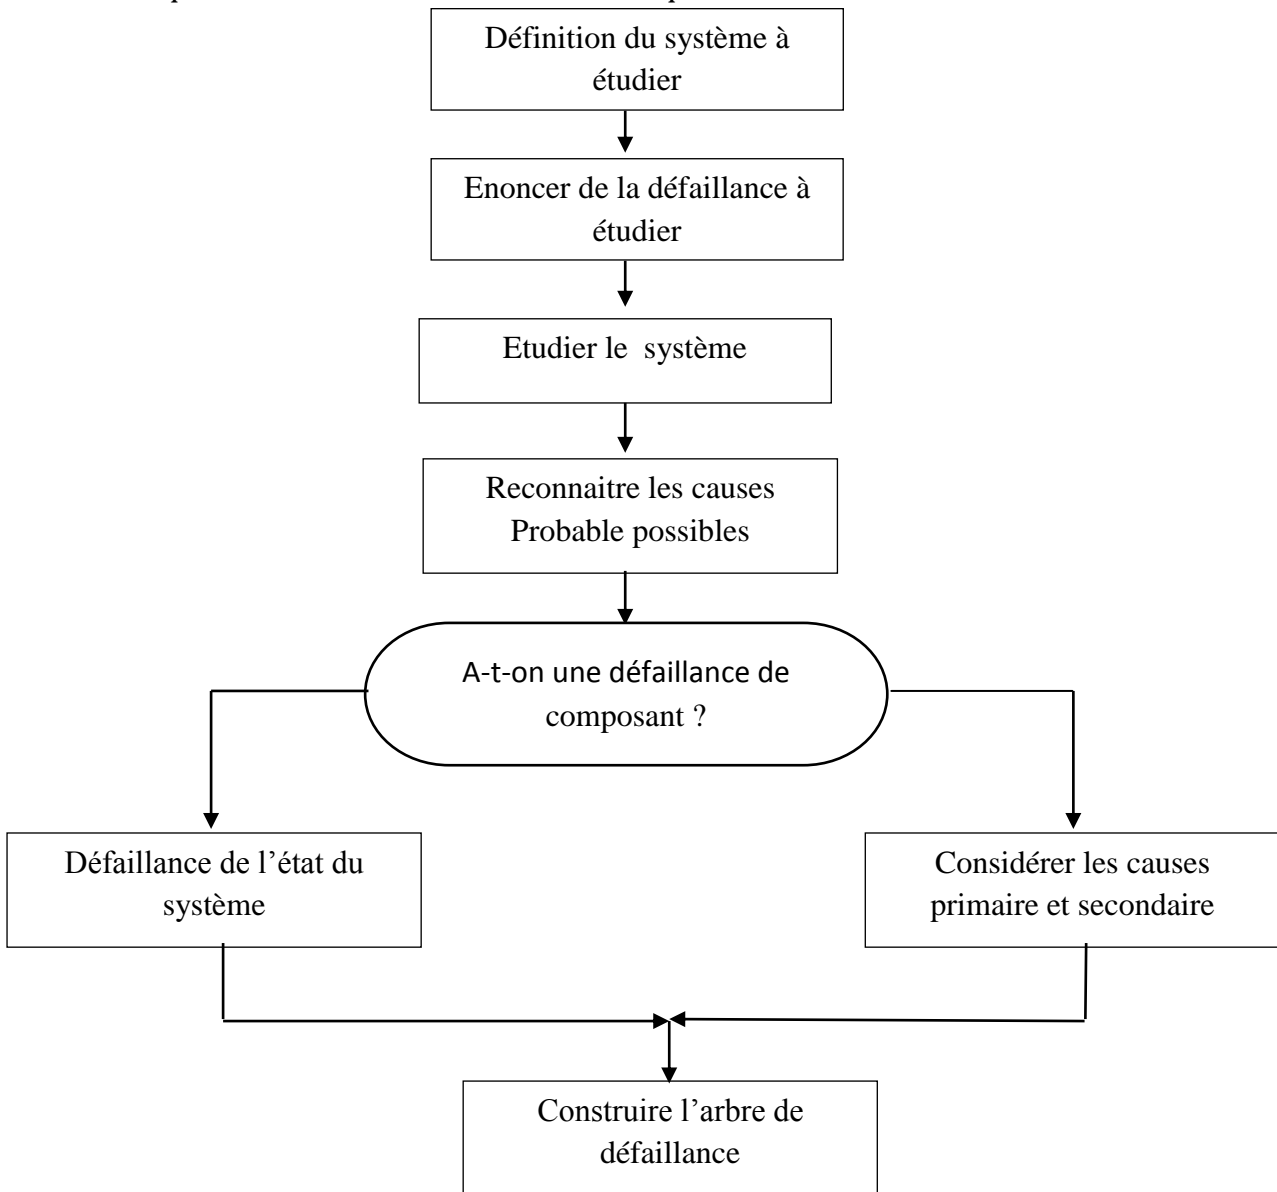 Définition du système à
étudier
Enoncer de la défaillance à
étudier
Etudier le système
Reconnaitre les causes
Probable possibles
A-t-on une défaillance de
composant ?
Défaillance de l’état du
système
Considérer les causes
primaire et secondaire
Construire l’arbre de
défaillance